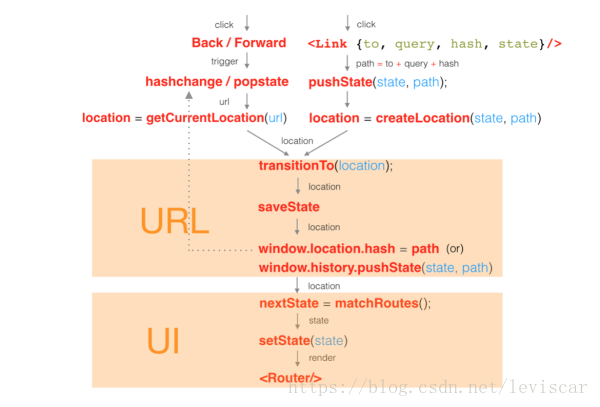 click
click
Back / Forward
<Link {to, query, hash, state}/>
trigger
path = to + query + hash
hashchange / popstate
pushState(state, path);
url
location = getCurrentLocation(url)
location = createLocation(state, path)
location
transitionTo(location);
location
saveState
URL
location
window.location.hash = path (or)
window.history.pushState(state, path)
location
nextState = matchRoutes();
state
UI
setState(state)
render
<Router/>
https://blog.csdn.net/leviscar